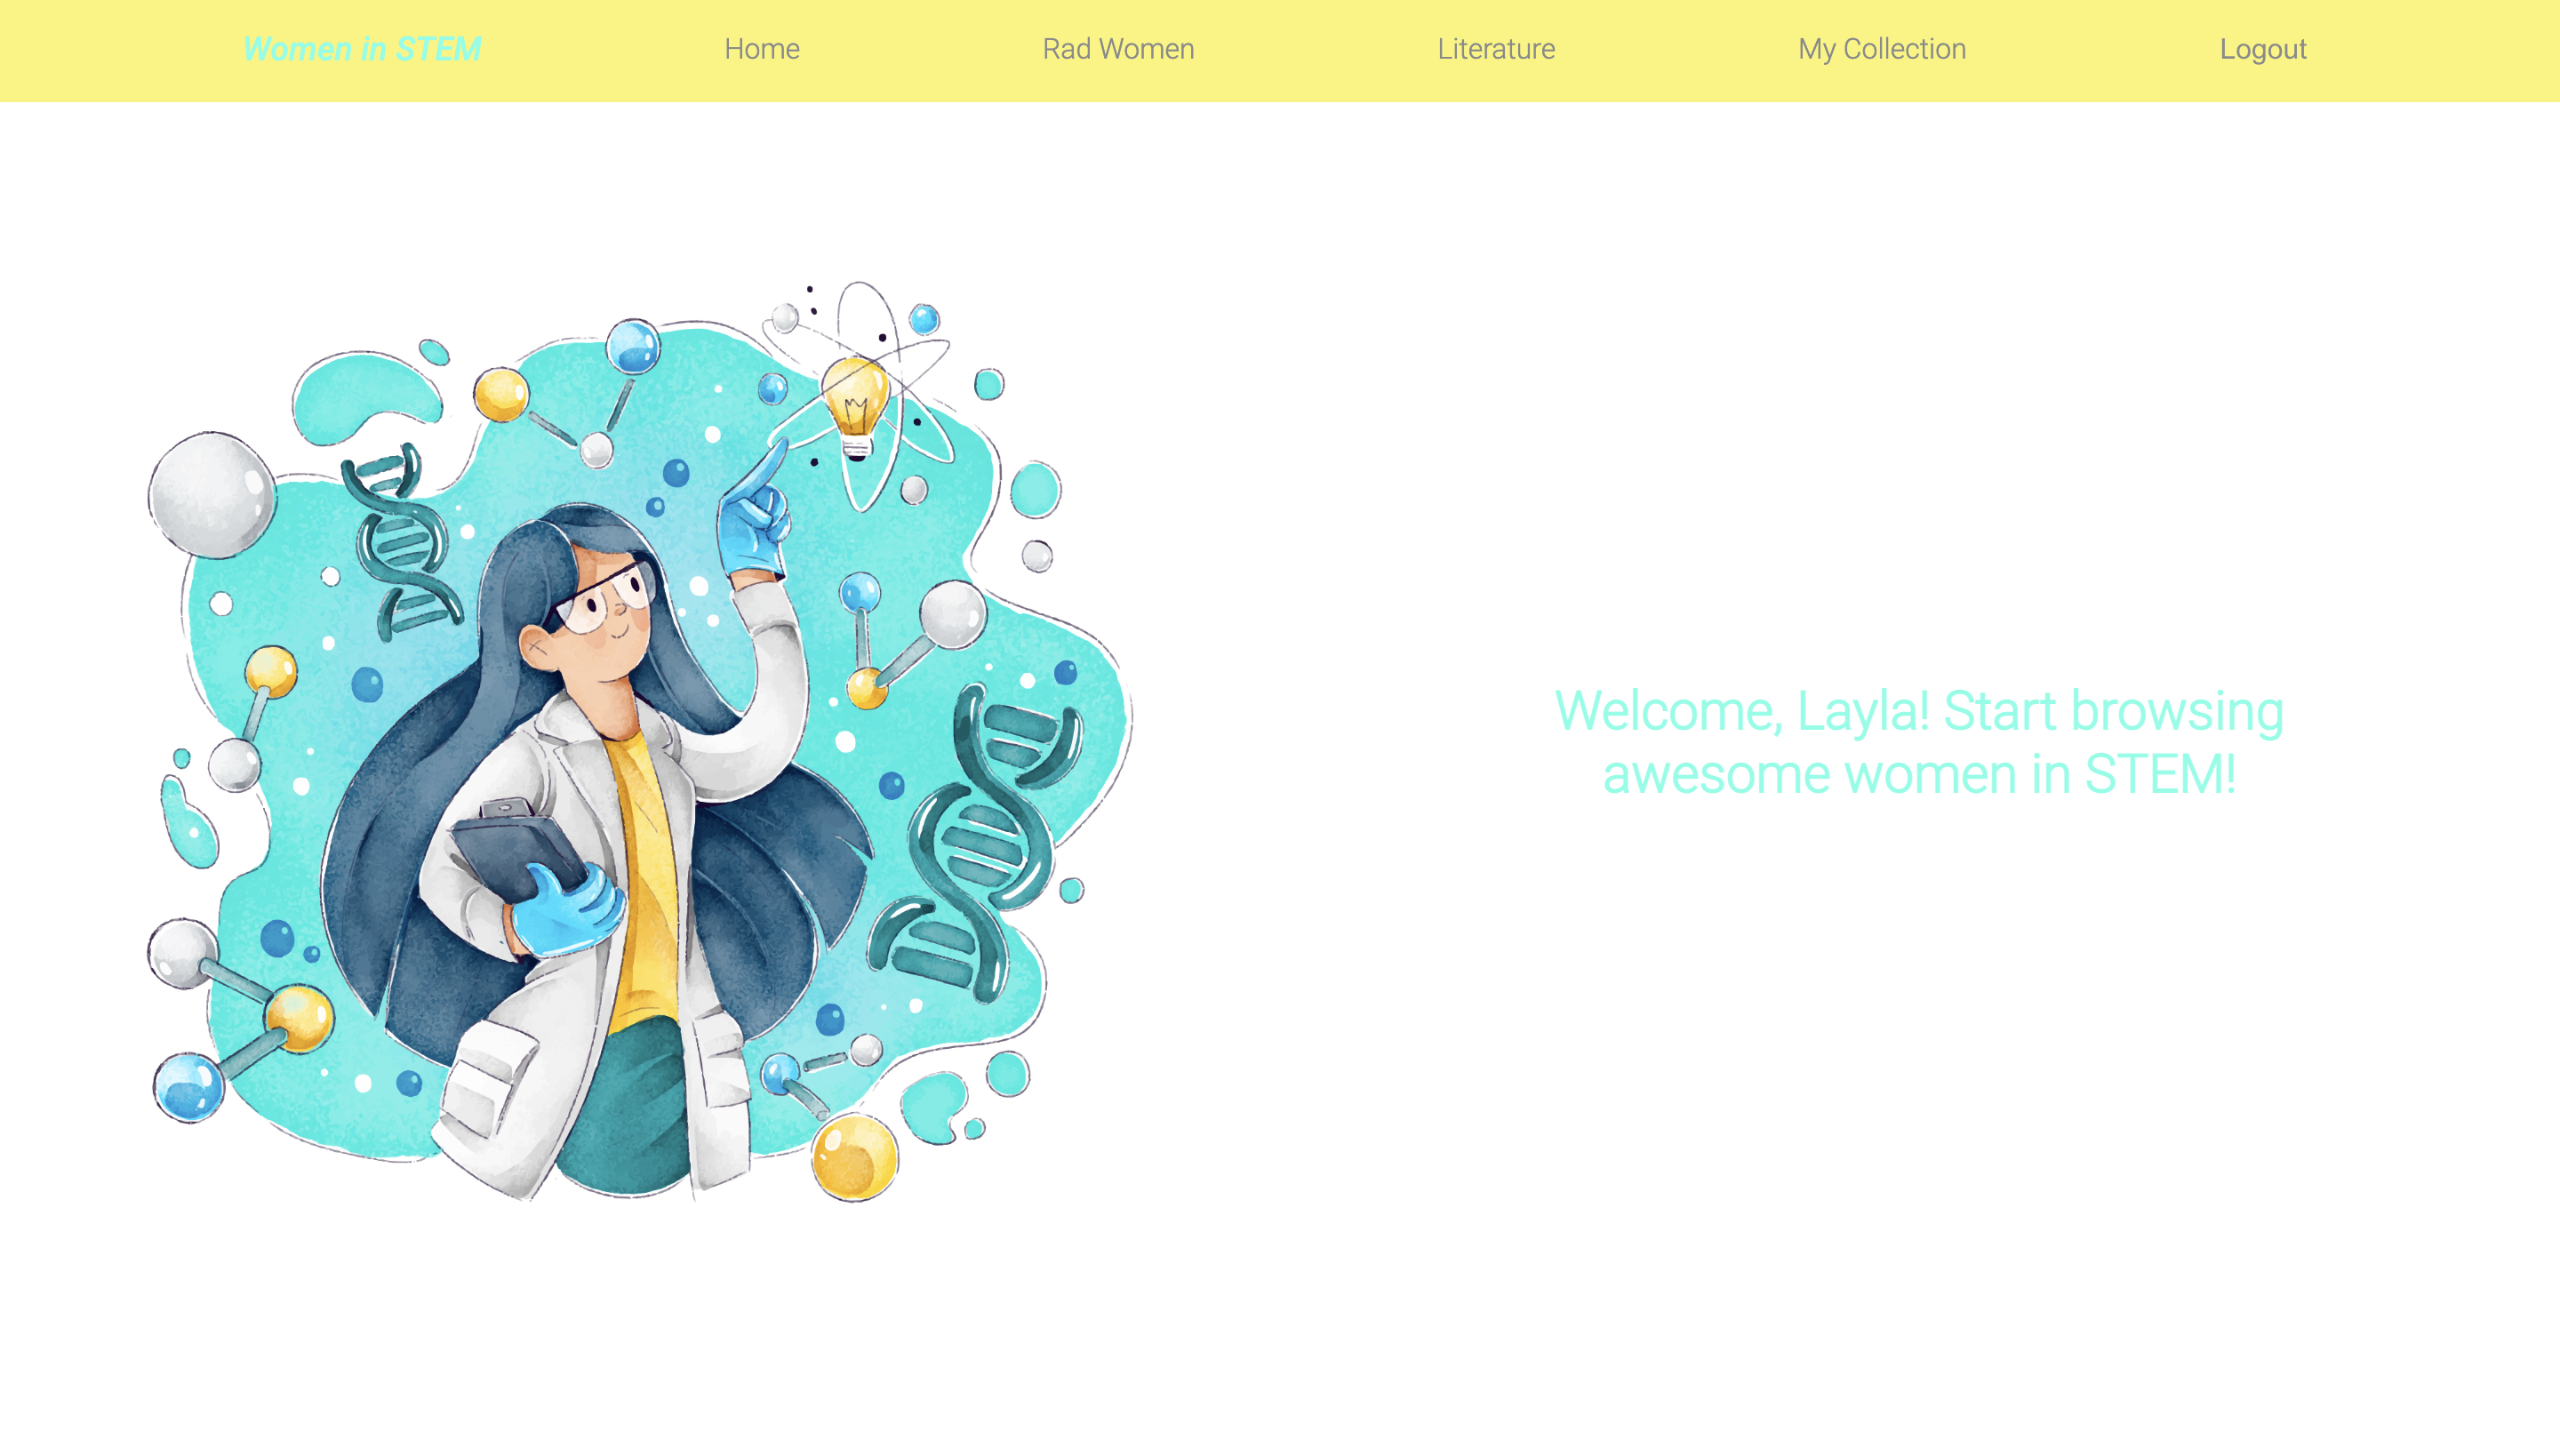 Women in STEM Home Rad Women Literature My Collection Logout
Welcome, Layla! Start browsing
awesome women in STEM!